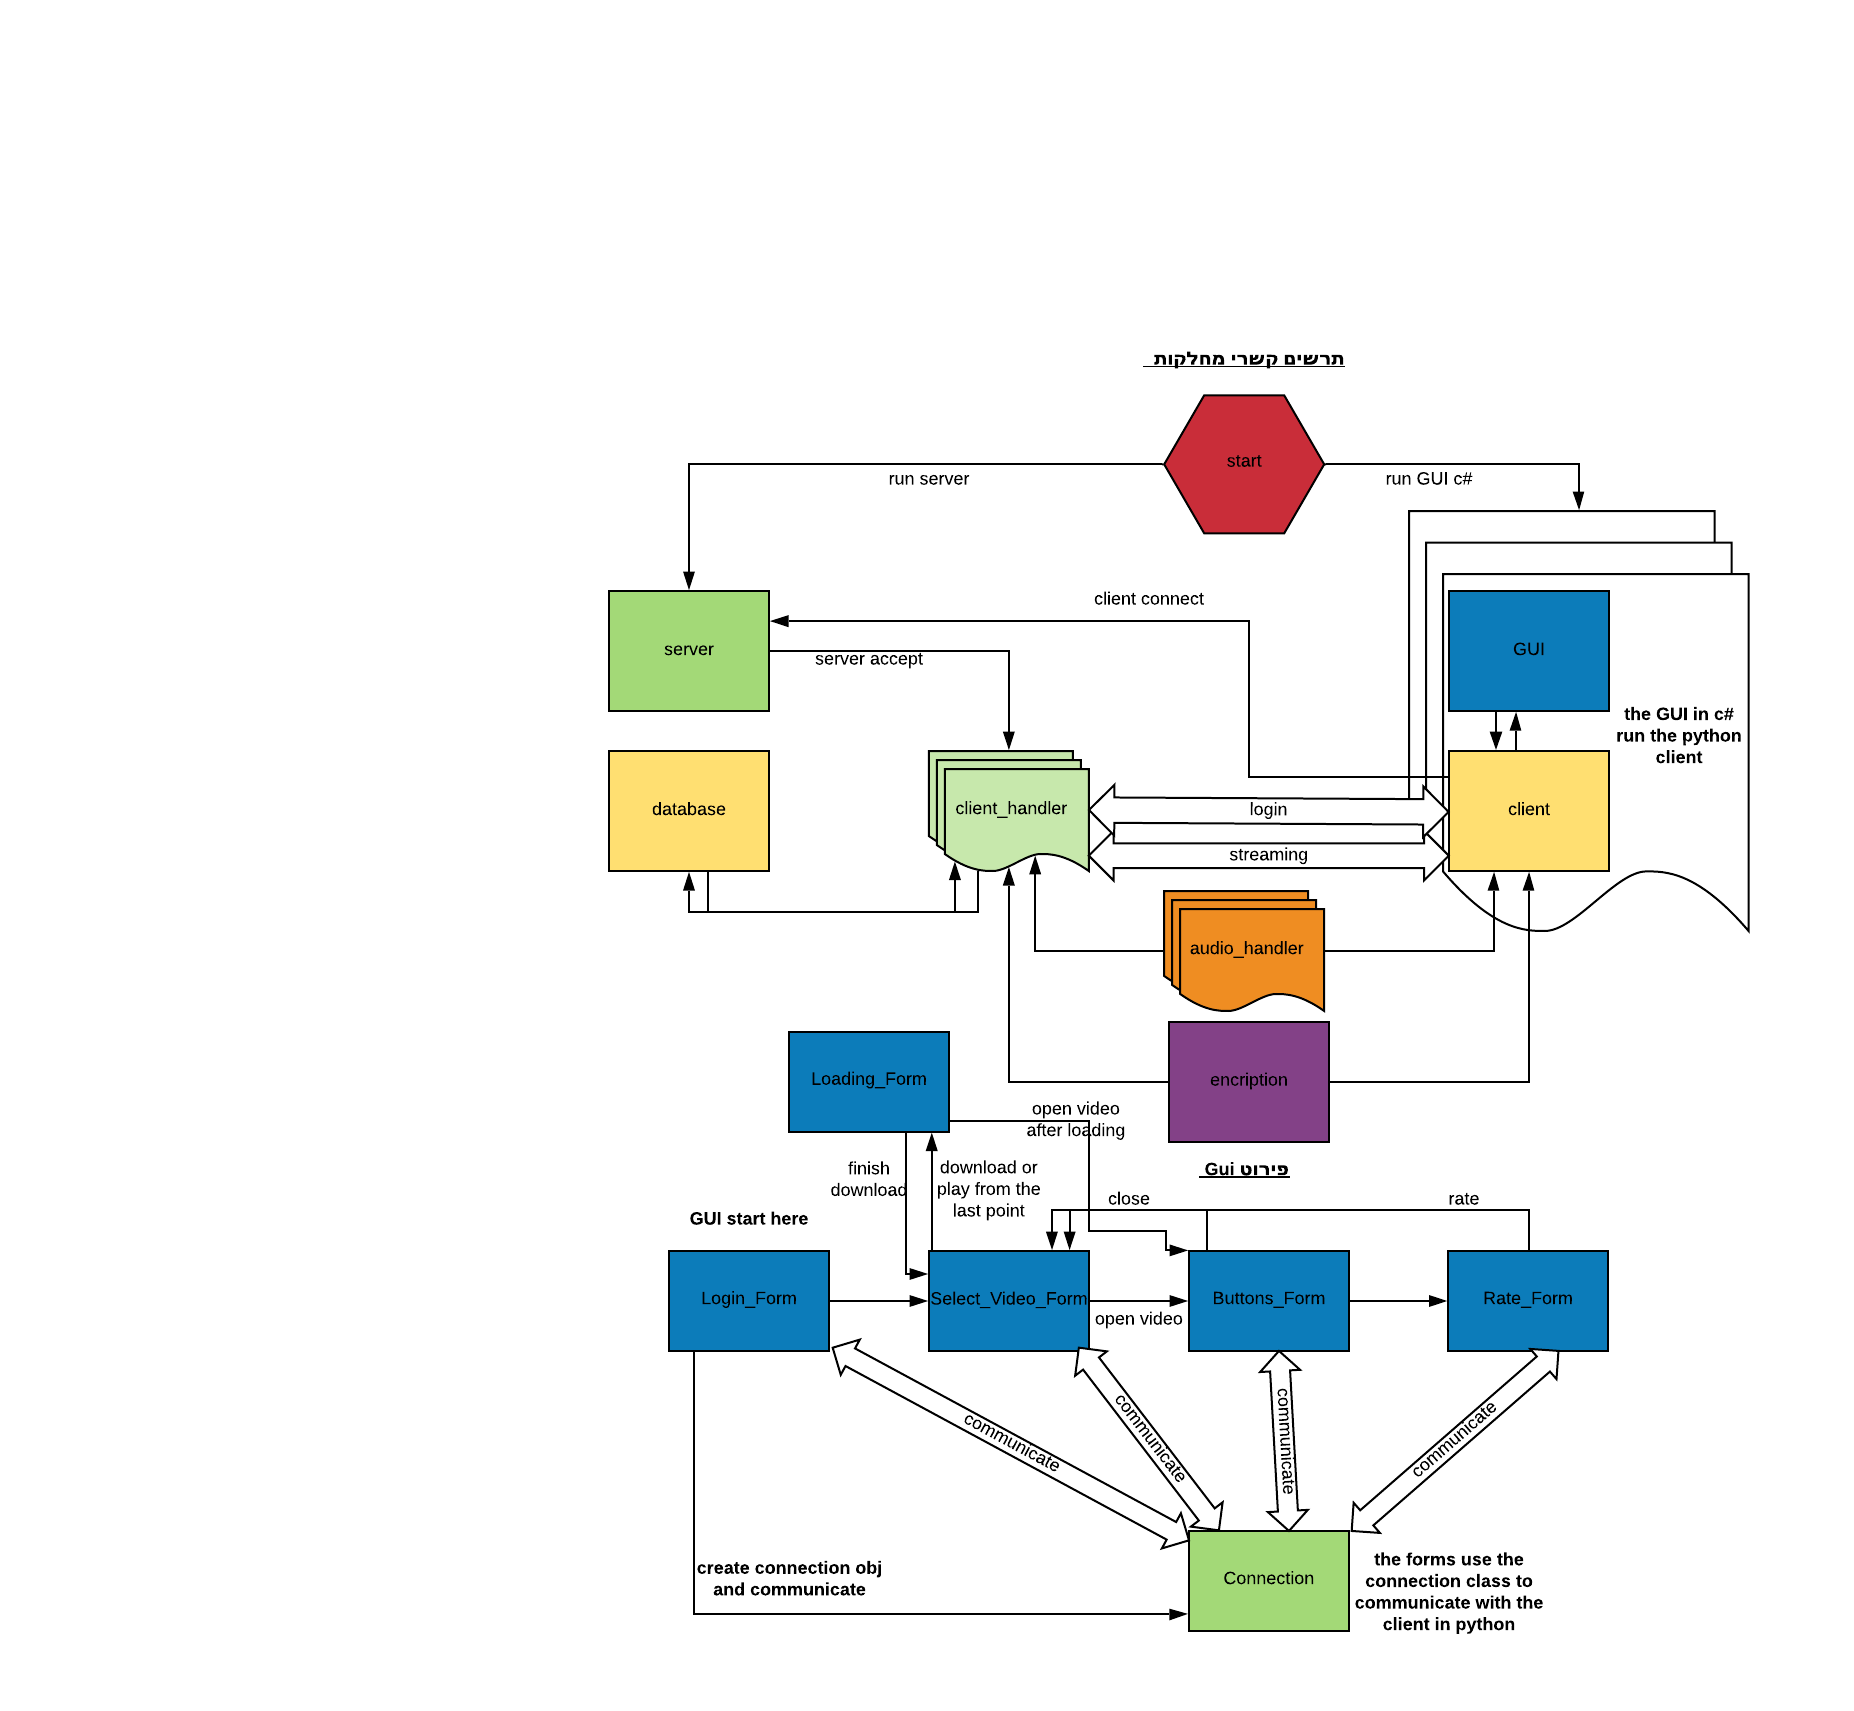 תרשים קשרי מחלקות
start
run server
run GUI c#
client connect
server
server accept
GUI
the GUI in c#
run the python
client
database
client_handler
login
client
streaming
audio_handler
encription
Loading_Form
open video
after loading
finish
download
download or
play from the
last point
פירוט Gui
close
rate
GUI start here
Login_Form
Select_Video_Form
open video
Buttons_Form
Rate_Form
communicate
communicate
communicate
communicate
create connection obj
and communicate
Connection
the forms use the
connection class to
communicate with the
client in python